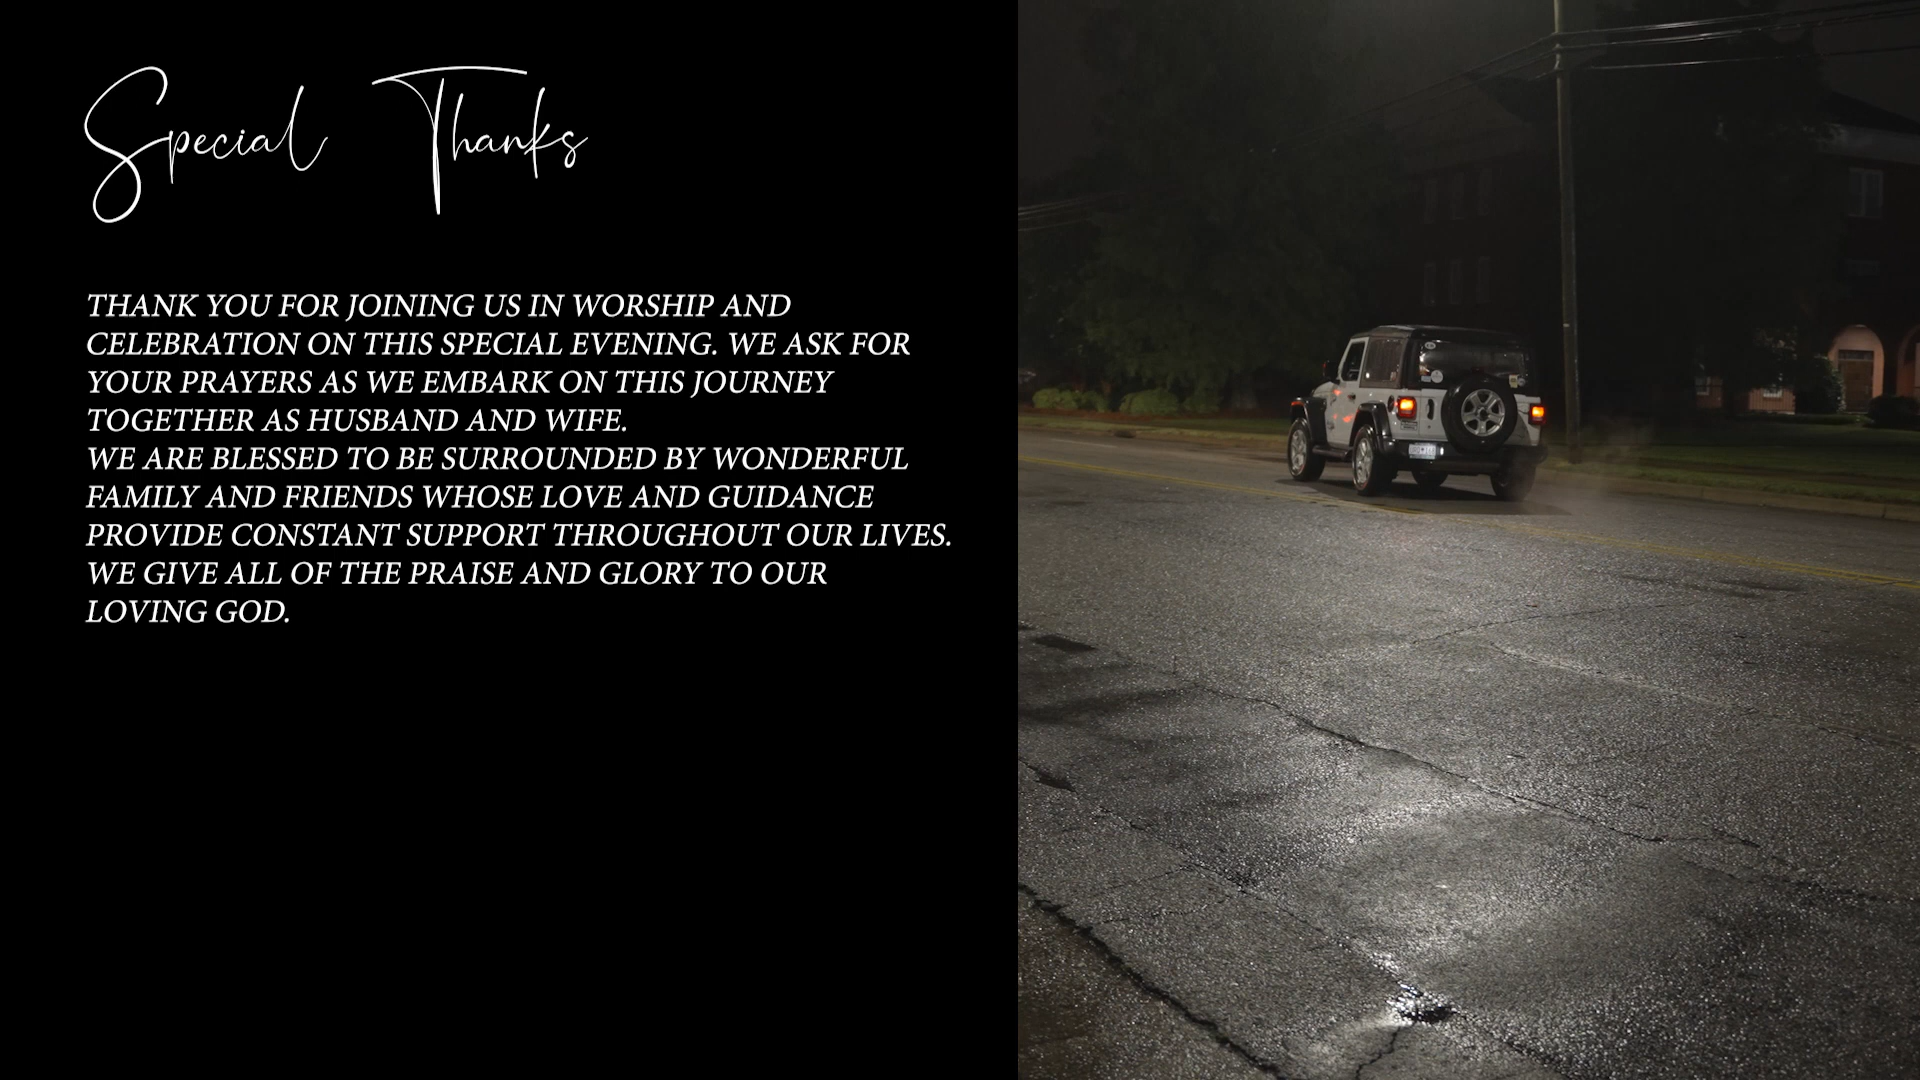 Special Thanks
THANK YOU FOR JOINING US IN WORSHIP AND
CELEBRATION ON THIS SPECIAL EVENING. WE ASK FOR
YOUR PRAYERS AS WE EMBARK ON THIS JOURNEY
TOGETHER AS HUSBAND AND WIFE.
WE ARE BLESSED TO BE SURROUNDED BY WONDERFUL
FAMILY AND FRIENDS WHOSE LOVE AND GUIDANCE
PROVIDE CONSTANT SUPPORT THROUGHOUT OUR LIVES.
WE GIVE ALL OF THE PRAISE AND GLORY TO OUR
LOVING GOD.